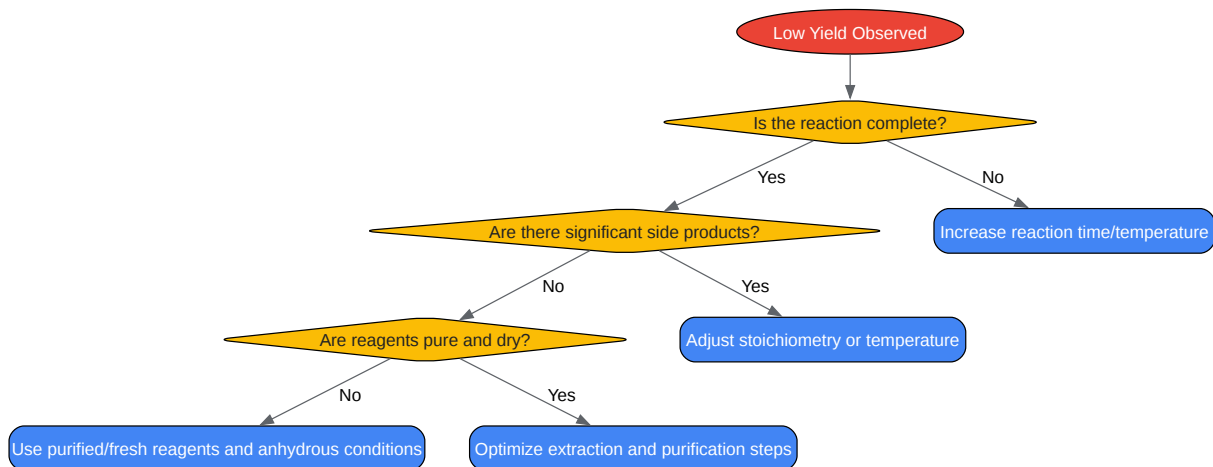 Low Yield Observed
Is the reaction complete?
Yes
No
Are there significant side products?
Increase reaction time/temperature
No
Yes
Are reagents pure and dry?
Adjust stoichiometry or temperature
No
Yes
Use purified/fresh reagents and anhydrous conditions
Optimize extraction and purification steps